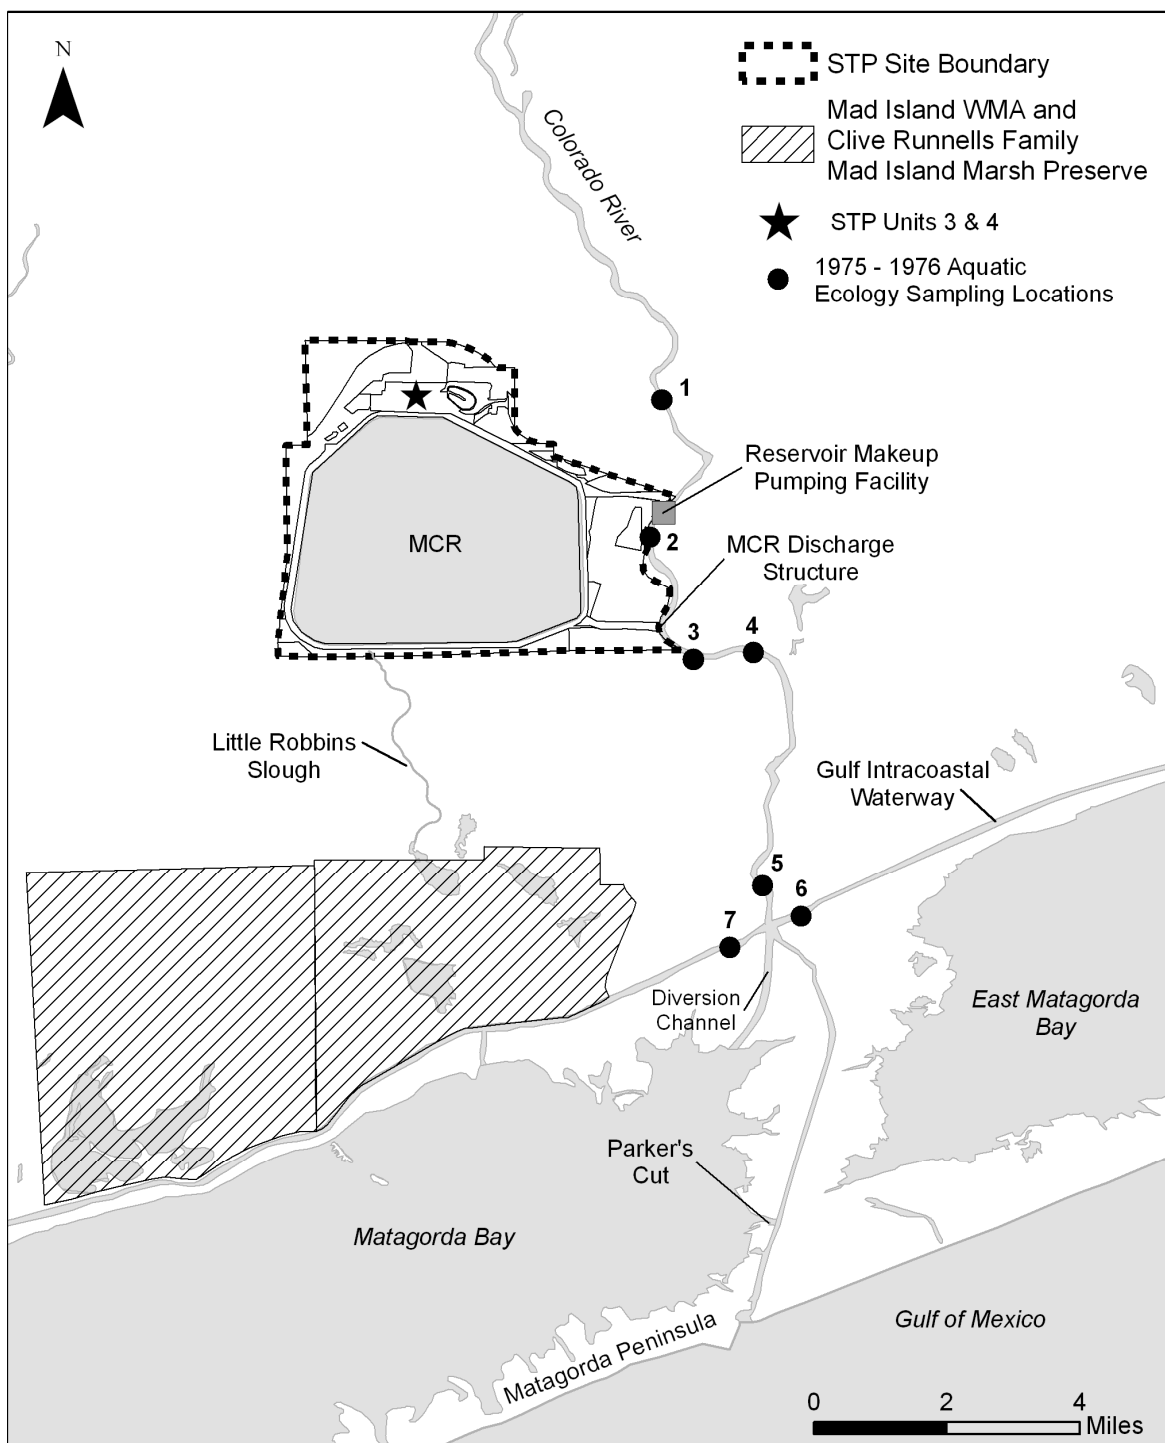 N
STP Site Boundary
Mad Island WMA and
Clive Runnells Family
Mad Island Marsh Preserve
STP Units 3 & 4
1975 - 1976 Aquatic
Ecology Sampling Locations
Colorado River
1
Reservoir Makeup
Pumping Facility
2
MCR
MCR Discharge
Structure
3
4
Little Robbins
Slough
Gulf Intracoastal
Waterway
5
6
7
Diversion
Channel
East Matagorda
Bay
Parker's
Cut
Matagorda Bay
Matagorda Peninsula
Gulf of Mexico
0 2 4
Miles